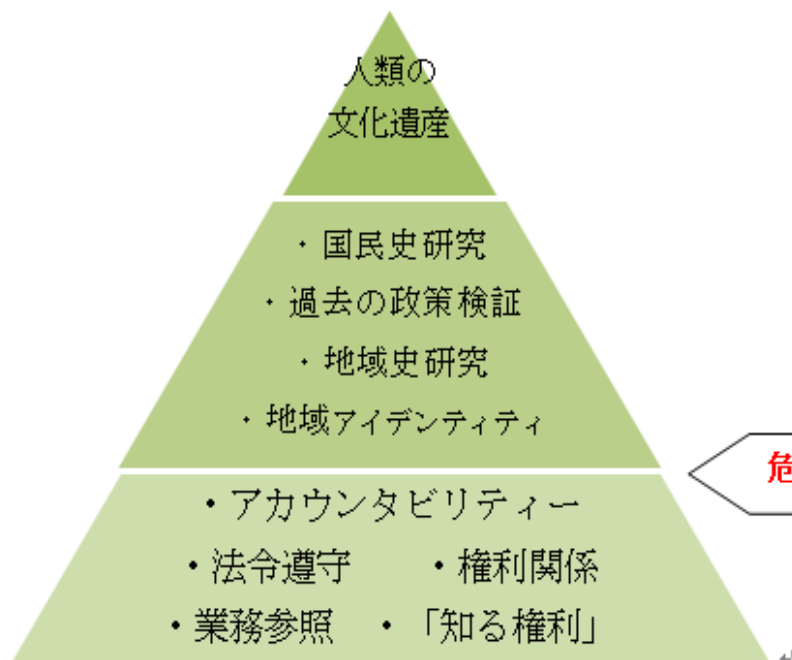 人類の
文化遺産
・国民史研究
・過去の政策検証
・地域史研究
・地域アイデンティティ
危
・アカウンタビリティー
・法令遵守 ・権利関係
・業務参照 ・「知る権利」